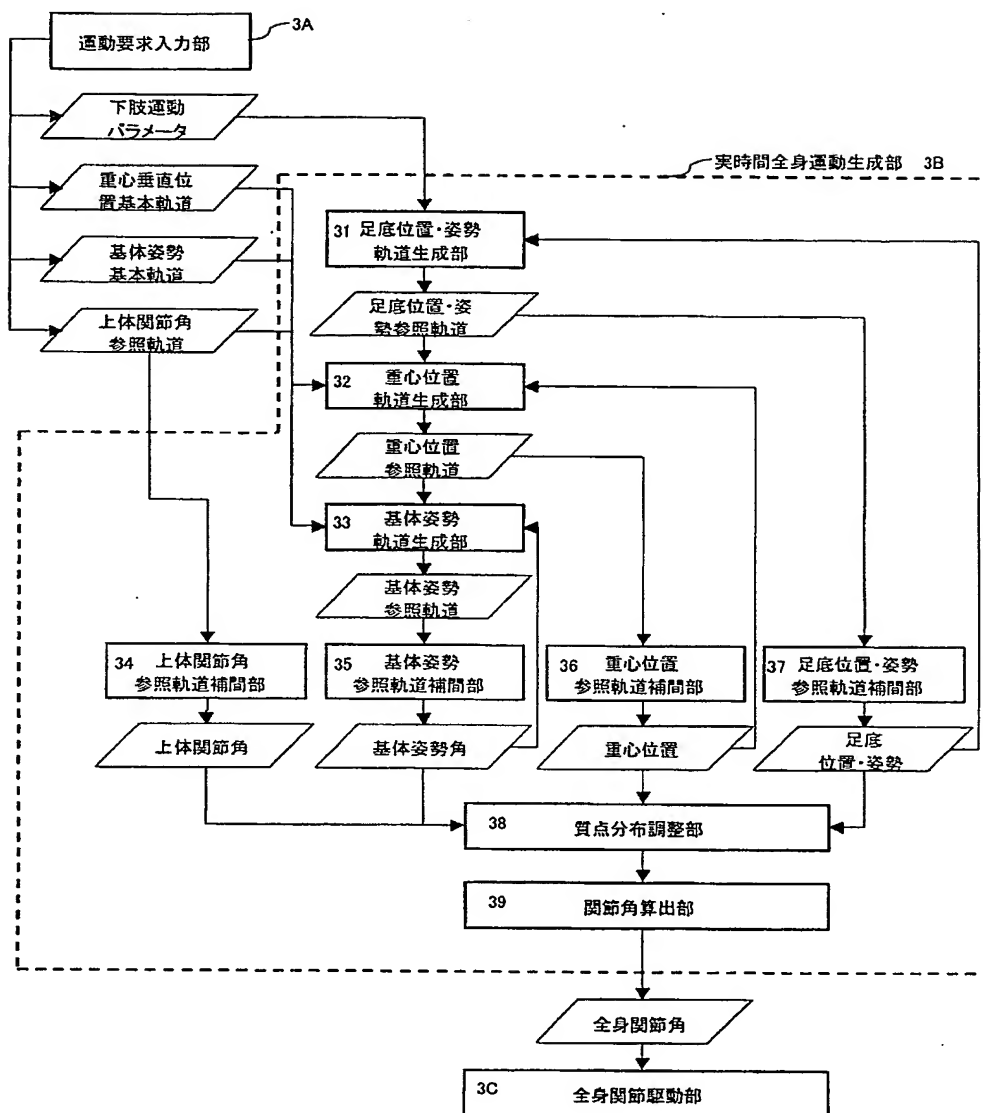 3A
運動要求入力部
下肢運動
パラメータ
重心垂直位
置基本軌道
基体姿勢
基本軌道
上体関節角
参照軌道
実時間全身運動生成部 3B
31 足底位置・姿勢
軌道生成部
足底位置・姿
勢参照軌道
32 重心位置
軌道生成部
重心位置
参照軌道
33 基体姿勢
軌道生成部
基体姿勢
参照軌道
34 上体関節角
参照軌道補間部
35 基体姿勢
参照軌道補間部
36 重心位置
参照軌道補間部
37 足底位置・姿勢
参照軌道補間部
上体関節角
基体姿勢角
重心位置
足底
位置・姿勢
38 質点分布調整部
39 関節角算出部
全身関節角
3C 全身関節駆動部